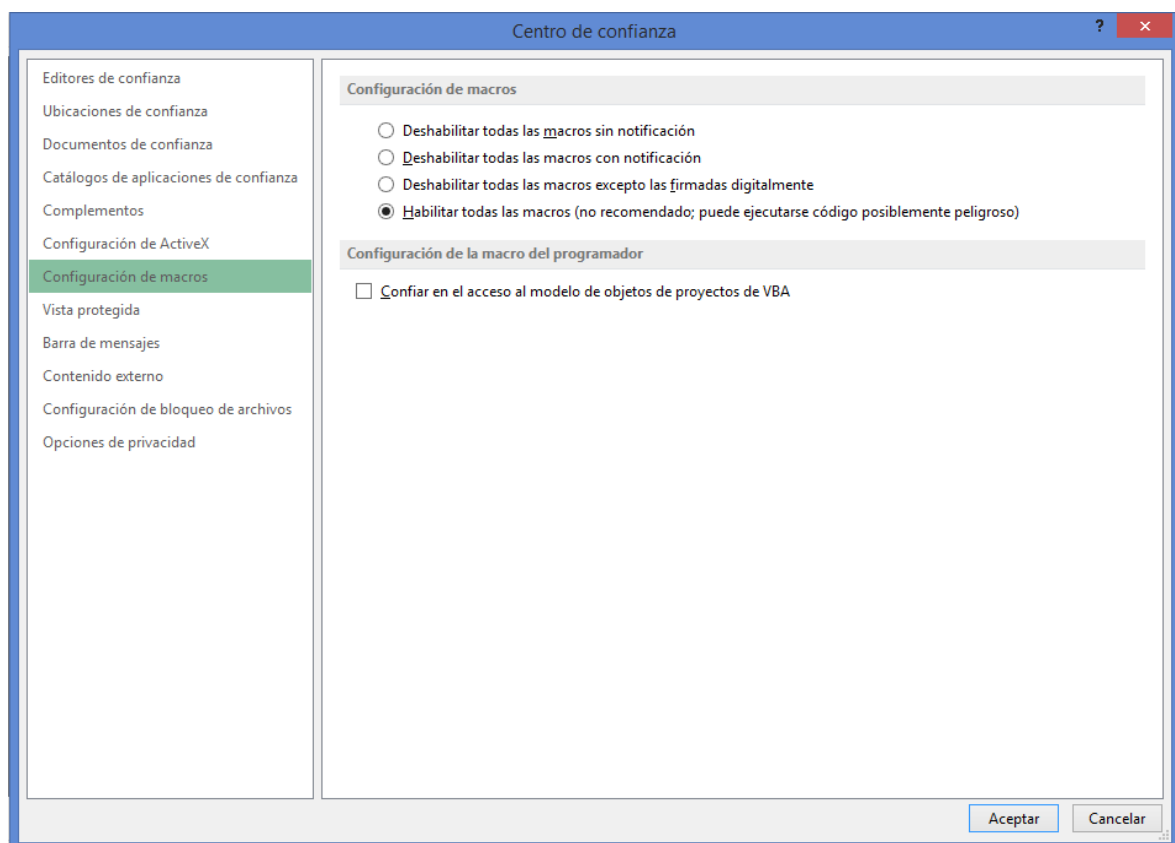 Centro de confianza
?
Editores de confianza
Ubicaciones de confianza
Documentos de confianza
Catálogos de aplicaciones de confianza
Complementos
Configuración de ActiveX
Configuración de macros
Vista protegida
Barra de mensajes
Contenido externo
Configuración de bloqueo de archivos
Opciones de privacidad
Configuración de macros
Deshabilitar todas las macros sin notificación
Deshabilitar todas las macros con notificación
Deshabilitar todas las macros excepto las firmadas digitalmente
Habilitar todas las macros (no recomendado; puede ejecutarse código posiblemente peligroso)
Configuración de la macro del programador
Confiar en el acceso al modelo de objetos de proyectos de VBA
Aceptar
Cancelar